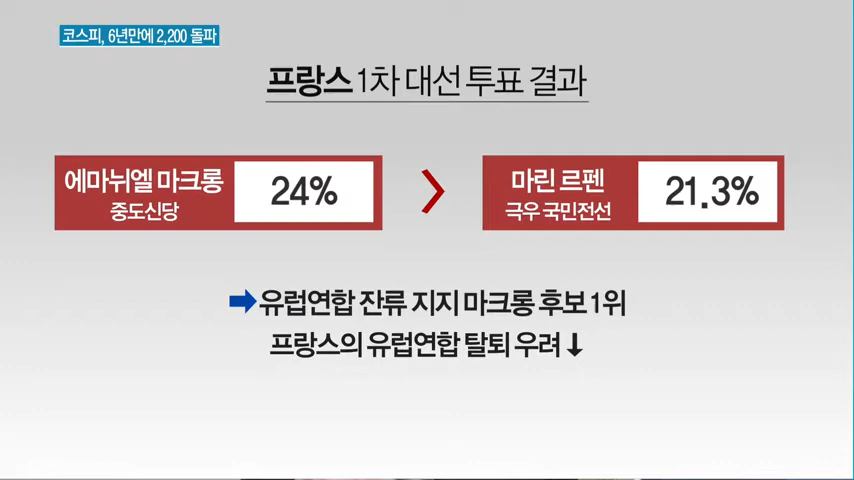 코스피, 6년만에 2,200 돌파
프랑스 1차 대선 투표 결과
에마뉘엘 마크롱
중도신당
24%
>
마린 르펜
극우 국민전선
21.3%
➡유럽연합 잔류 지지 마크롱 후보 1위
프랑스의 유럽연합 탈퇴 우려↓